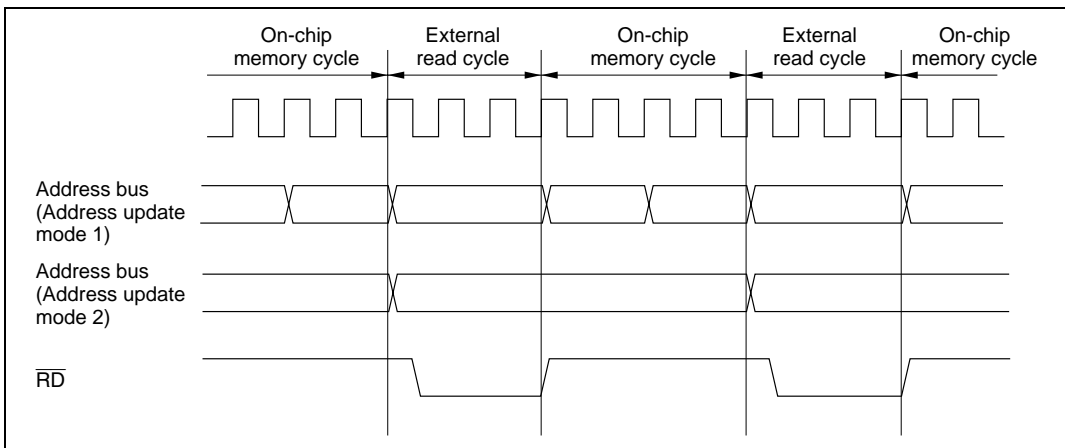 On-chip
memory cycle
External
read cycle
On-chip
memory cycle
External
read cycle
On-chip
memory cycle
Address bus
(Address update
mode 1)
Address bus
(Address update
mode 2)
RD